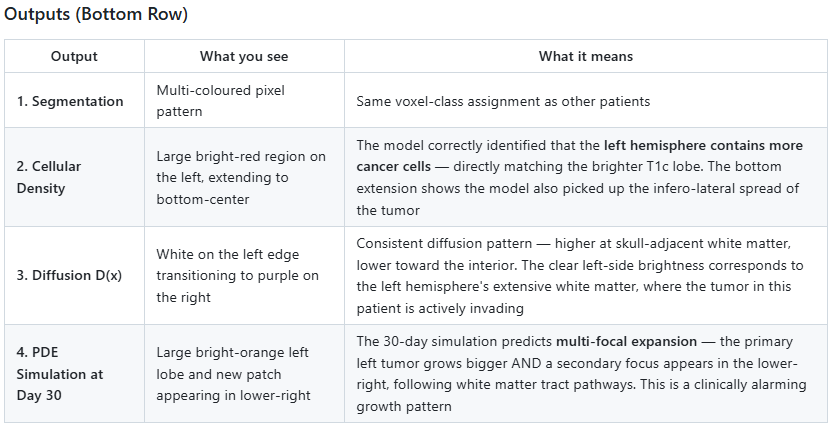 Outputs (Bottom Row)
Output What you see What it means
1. Segmentation
Multi-coloured pixel
pattern
Same voxel-class assignment as other patients
2. Cellular
Density
Large bright-red region on
the left, extending to
bottom-center
The model correctly identified that the left hemisphere contains more
cancer cells — directly matching the brighter T1c lobe. The bottom
extension shows the model also picked up the infero-lateral spread of
the tumor
3. Diffusion D(x)
White on the left edge
transitioning to purple on
the right
Consistent diffusion pattern — higher at skull-adjacent white matter,
lower toward the interior. The clear left-side brightness corresponds to
the left hemisphere's extensive white matter, where the tumor in this
patient is actively invading
4. PDE
Simulation at
Day 30
Large bright-orange left
lobe and new patch
appearing in lower-right
The 30-day simulation predicts multi-focal expansion — the primary
left tumor grows bigger AND a secondary focus appears in the lower-
right, following white matter tract pathways. This is a clinically alarming
growth pattern